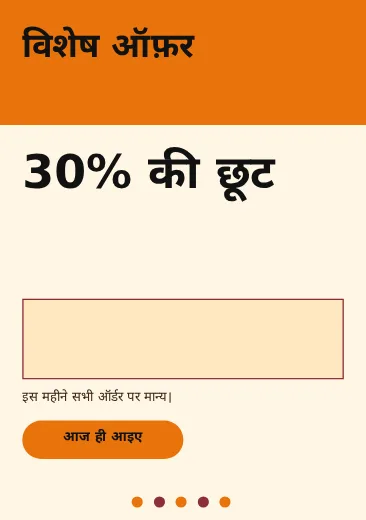 विशेष ऑफ़र
30% की छूट
इस महीने सभी ऑर्डर पर मान्य|
आज ही आइए